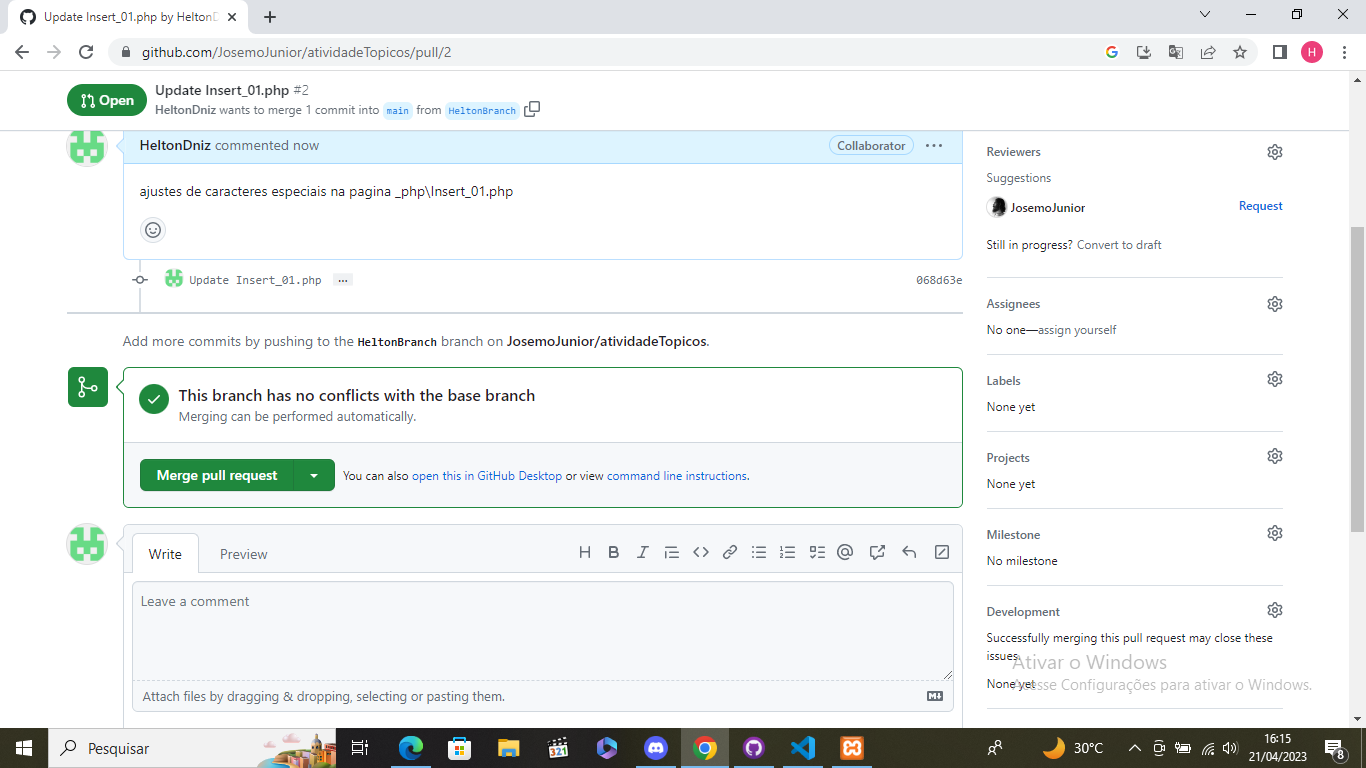 Update Insert_01.php by HeltonD
github.com/JosemoJunior/atividadeTopicos/pull/2
H
Open
Update Insert_01.php #2
HeltonDniz wants to merge 1 commit into main from HeltonBranch
HeltonDniz commented now
Collaborator
ajustes de caracteres especiais na pagina _php\Insert_01.php
Update Insert_01.php ...
068d63e
Add more commits by pushing to the HeltonBranch branch on JosemoJunior/atividadeTopicos.
This branch has no conflicts with the base branch
Merging can be performed automatically.
Merge pull request
You can also open this in GitHub Desktop or view command line instructions.
Write
Preview
Leave a comment
Attach files by dragging & dropping, selecting or pasting them.
Reviewers
Suggestions
JosemoJunior
Request
Still in progress? Convert to draft
Assignees
No one—assign yourself
Labels
None yet
Projects
None yet
Milestone
No milestone
Development
Successfully merging this pull request may close these
issues.
None yet
Ativar o Windows
Acesse Configurações para ativar o Windows.
Pesquisar
321
30°C
16:15
21/04/2023
8